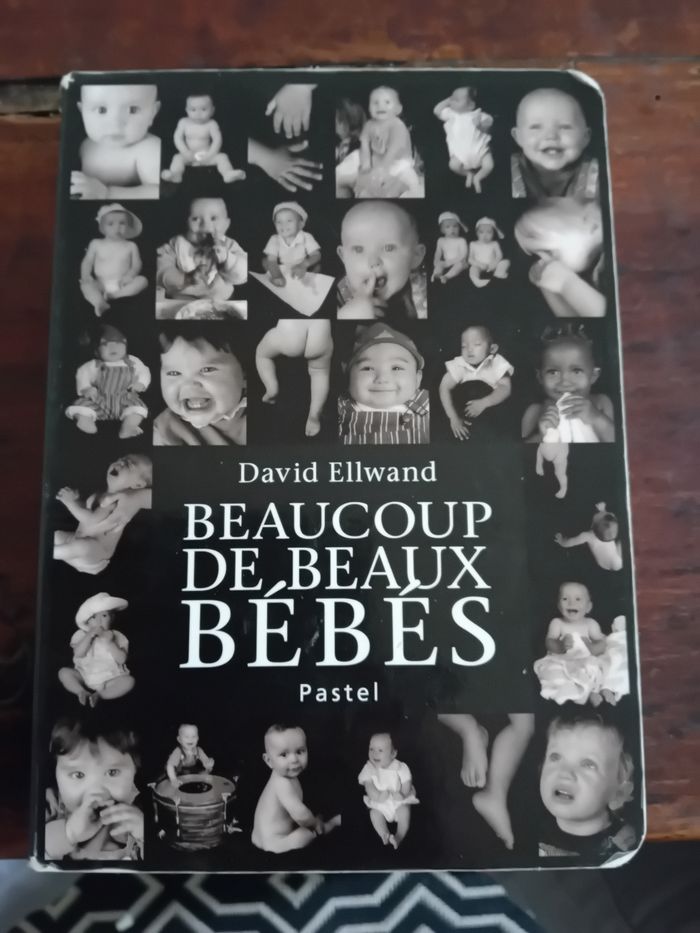 David Ellwand
BEAUCOUP
DE BEAUX
BÉBÉS
Pastel